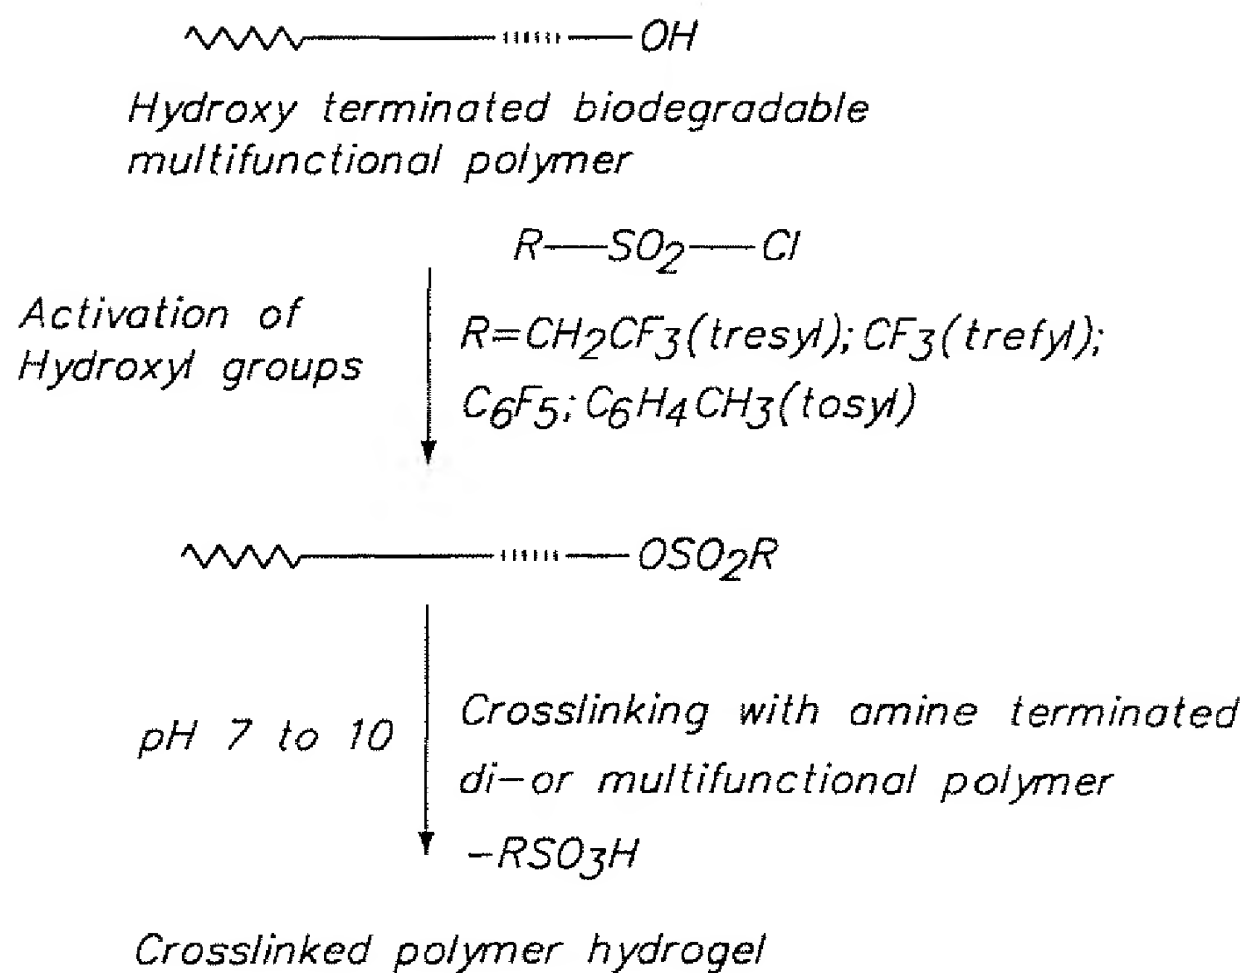 OH
Hydroxy terminated biodegradable
multifunctional polymer
R—SO2—Cl
Activation of
Hydroxyl groups
R=CH2CF3(tresyl); CF3(trefyl);
C6F5; C6H4CH3(tosyl)
OSO2R
pH 7 to 10
Crosslinking with amine terminated
di-or multifunctional polymer
-RSO3H
Crosslinked polymer hydrogel